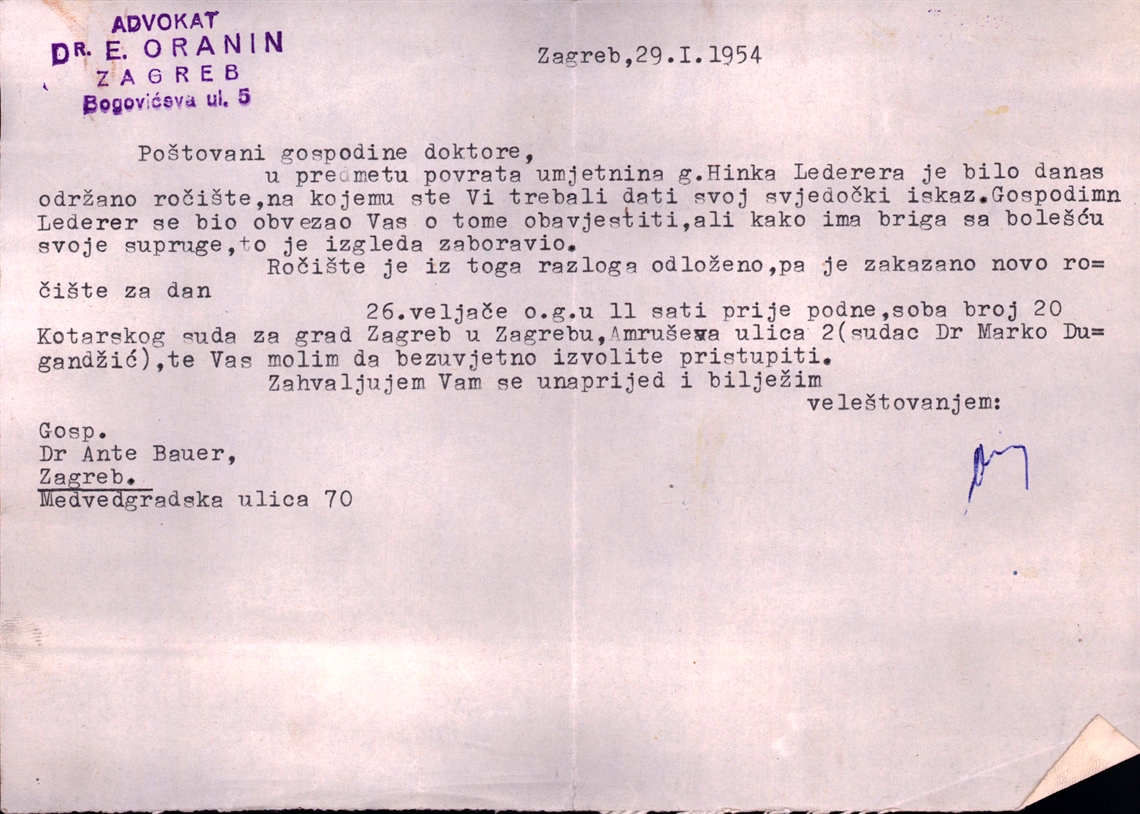 ADVOKAT
DR. E. ORANIN
ZAGREB
Bogovićeva ul. 5
Zagreb,29.I.1954
Poštovani gospodine doktore,
u predmetu povrata umjetnina g.Hinka Lederera je bilo danas
održano ročište,na kojemu ste Vi trebali dati svoj svjedočki iskaz.Gospodimn
Lederer se bio obvezao Vas o tome obavjestiti,ali kako ima briga sa bolešću
svoje supruge,to je izgleda zaboravio.
Ročište je iz toga razloga odloženo,pa je zakazano novo ro=
čište za dan
26.veljače o.g.u ll sati prije podne,soba broj 20
Kotarskog suda za grad Zagreb u Zagrebu,Amruševa ulica 2(sudac Dr Marko Du=
gandžić),te Vas molim da bezuvjetno izvolite pristupiti.
Zahvaljujem Vam se unaprijed i bilježim
veleštovanjem:
Gosp.
Dr Ante Bauer,
Zagreb.
Medvedgradska ulica 70